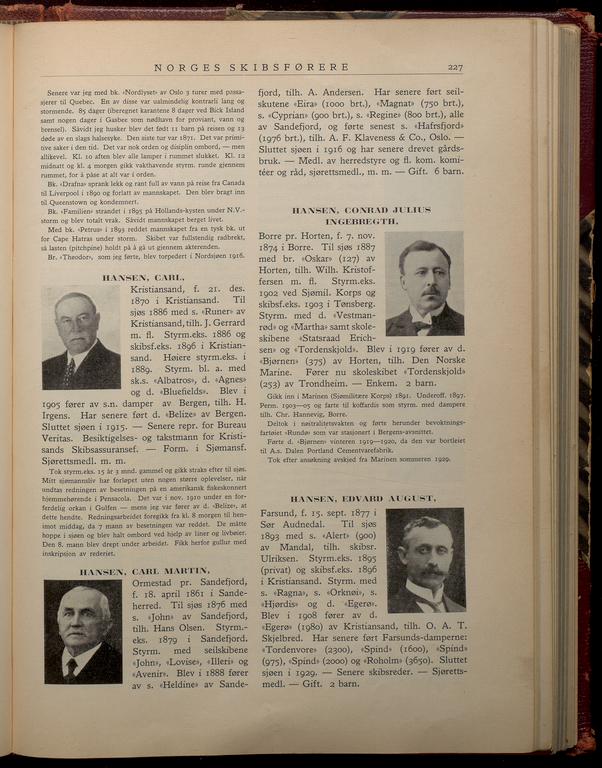 NORGES SKIBSFØRERE 227
Senere var jeg med bk. «Nordlyset» av Oslo 3 turer med passa-
sjerer til Quebec. En av disse var ualmindelig kontrarli lang og
stormende. 85 dager (iberegnet karantene 8 dager ved Bick Island
samt nogen dager i Gasbee som nødhavn for proviant, vann og
brensel). Såvidt jeg husker blev det født 11 barn på reisen og 13
døde av en slags halsesyke. Den siste tur var 1871. Det var primi-
tive saker i den tid. Det var nok orden og disiplin ombord, — men
allikevel. Kl. 10 aften blev alle lamper i rummet slukket. Kl. 12
midnatt og kl. 4 morgen gikk vakthavende styrm. runde gjennem
rummet, for å påse at alt var i orden.
Bk. «Drafna» sprank lekk og rant full av vann på reise fra Canada
til Liverpool i 1890 og forlatt av mannskapet. Den blev bragt inn
til Queenstown og kondemnert.
Bk. «Familien» strandet i 1895 på Hollands-kysten under N.V.-
storm og blev totalt vrak. Såvidt mannskapet berget livet.
Med bk. «Petrus» i 1893 reddet mannskapet fra en tysk bk. ut
for Cape Hatras under storm. Skibet var fullstendig radbrekt,
så lasten (pitchpine) holdt på å gå ut gjennem akterenden.
Br. «Theodor», som jeg førte, blev torpedert i Nordsjøen 1916.
HANSEN, CARL,
Kristiansand, f. 21. des.
1870 i Kristiansand. Til
sjøs 1886 med s. «Runer» av
Kristiansand, tilh. J. Gerrard
m. fl. Styrm.eks. 1886 og
skibsf.eks. 1896 i Kristian-
sand. Høiere styrm.eks. i
1889. Styrm. bl. a. med
sk.s. «Albatros», d. «Agnes»
og d. «Bluefields». Blev i
1905 fører av s.n. damper av Bergen, tilh. H.
Irgens. Har senere ført d. «Belize» av Bergen.
Sluttet sjøen i 1915. — Senere repr. for Bureau
Veritas. Besiktigelses- og takstmann for Kristi-
sands Skibsassuransef. — Form. i Sjømansf.
Sjørettsmedl. m. m.
Tok styrm.eks. 15 år 3 mnd. gammel og gikk straks efter til sjøs.
Mitt sjømannsliv har forløpet uten nogen større oplevelser, når
undtas redningen av besetningen på en amerikansk fiskeskonnert
hjemmehørende i Pensacola. Det var i nov. 1910 under en for-
ferdelig orkan i Golfen — mens jeg var fører av d. «Belize», at
dette hendte. Redningsarbeidet foregikk fra kl. 8 morgen til hen-
imot middag, da 7 mann av besetningen var reddet. De måtte
hoppe i sjøen og blev halt ombord ved hjelp av liner og livbøier.
Den 8. mann blev drept under arbeidet. Fikk herfor gullur med
inskripsjon av rederiet.
HANSEN, CARL MARTIN,
Ormestad pr. Sandefjord,
f. 18. april 1861 i Sande-
herred. Til sjøs 1876 med
s. «John» av Sandefjord,
tilh. Hans Olsen. Styrm.-
eks. 1879 i Sandefjord.
Styrm. med seilskibene
«John», «Lovise», «Illeri» og
«Avenir». Blev i 1888 fører
av s. «Heldine» av Sande-
fjord, tilh. A. Andersen. Har senere ført seil-
skutene «Eira» (1000 brt.), «Magnat» (750 brt.),
s. «Cyprian» (900 brt.), s. «Regine» (800 brt.), alle
av Sandefjord, og førte senest s. «Hafrsfjord»
(1976 brt.), tilh. A. F. Klaveness & Co., Oslo. —
Sluttet sjøen i 1916 og har senere drevet gårds-
bruk. — Medl. av herredstyre og fl. kom. komi-
téer og råd, sjørettsmedl., m. m. — Gift. 6 barn.
HANSEN, CONRAD JULIUS
INGEBREGTH,
Borre pr. Horten, f. 7. nov.
1874 i Borre. Til sjøs 1887
med br. «Oskar» (127) av
Horten, tilh. Wilh. Kristof-
fersen m. fl. Styrm.eks.
1902 ved Sjømil. Korps og
skibsf.eks. 1903 i Tønsberg.
Styrm. med d. «Vestman-
rød» og «Martha» samt skole-
skibene «Statsraad Erich-
sen» og «Tordenskjold». Blev i 1919 fører av d.
«Bjørnen» (375) av Horten, tilh. Den Norske
Marine. Fører nu skoleskibet «Tordenskjold»
(253) av Trondheim. — Enkem. 2 barn.
Gikk inn i Marinen (Sjømilitære Korps) 1891. Underoff. 1897.
Perm. 1903—05 og farte til koffardis som styrm. med dampere
tilh. Chr. Hannevig, Borre.
Deltok i nøitralitetsvakten og førte herunder bevoktnings-
fartøiet «Rundø» som var stasjonert i Bergens-avsnittet.
Førte d. «Bjørnen» vinteren 1919—1920, da den var bortleiet
til A.s. Dalen Portland Cementvarefabrik.
Tok efter ansøkning avskjed fra Marinen sommeren 1929.
HANSEN, EDVARD AUGUST,
Farsund, f. 15. sept. 1877 i
Sør Audnedal. Til sjøs
1893 med s. «Alert» (900)
av Mandal, tilh. skibsr.
Ulriksen. Styrm.eks. 1895
(privat) og skibsf.eks. 1896
i Kristiansand. Styrm. med
s. «Ragna», s. «Orknøi», s.
«Hjørdis» og d. «Egerø».
Blev i 1908 fører av d.
«Egerø» (1980) av Kristiansand, tilh. O. A. T.
Skjelbred. Har senere ført Farsunds-damperne:
«Tordenvore» (2300), «Spind» (1600), «Spind»
(975), «Spind» (2000) og «Roholm» (3650). Sluttet
sjøen i 1929. — Senere skibsreder. — Sjøretts-
medl. — Gift. 2 barn.